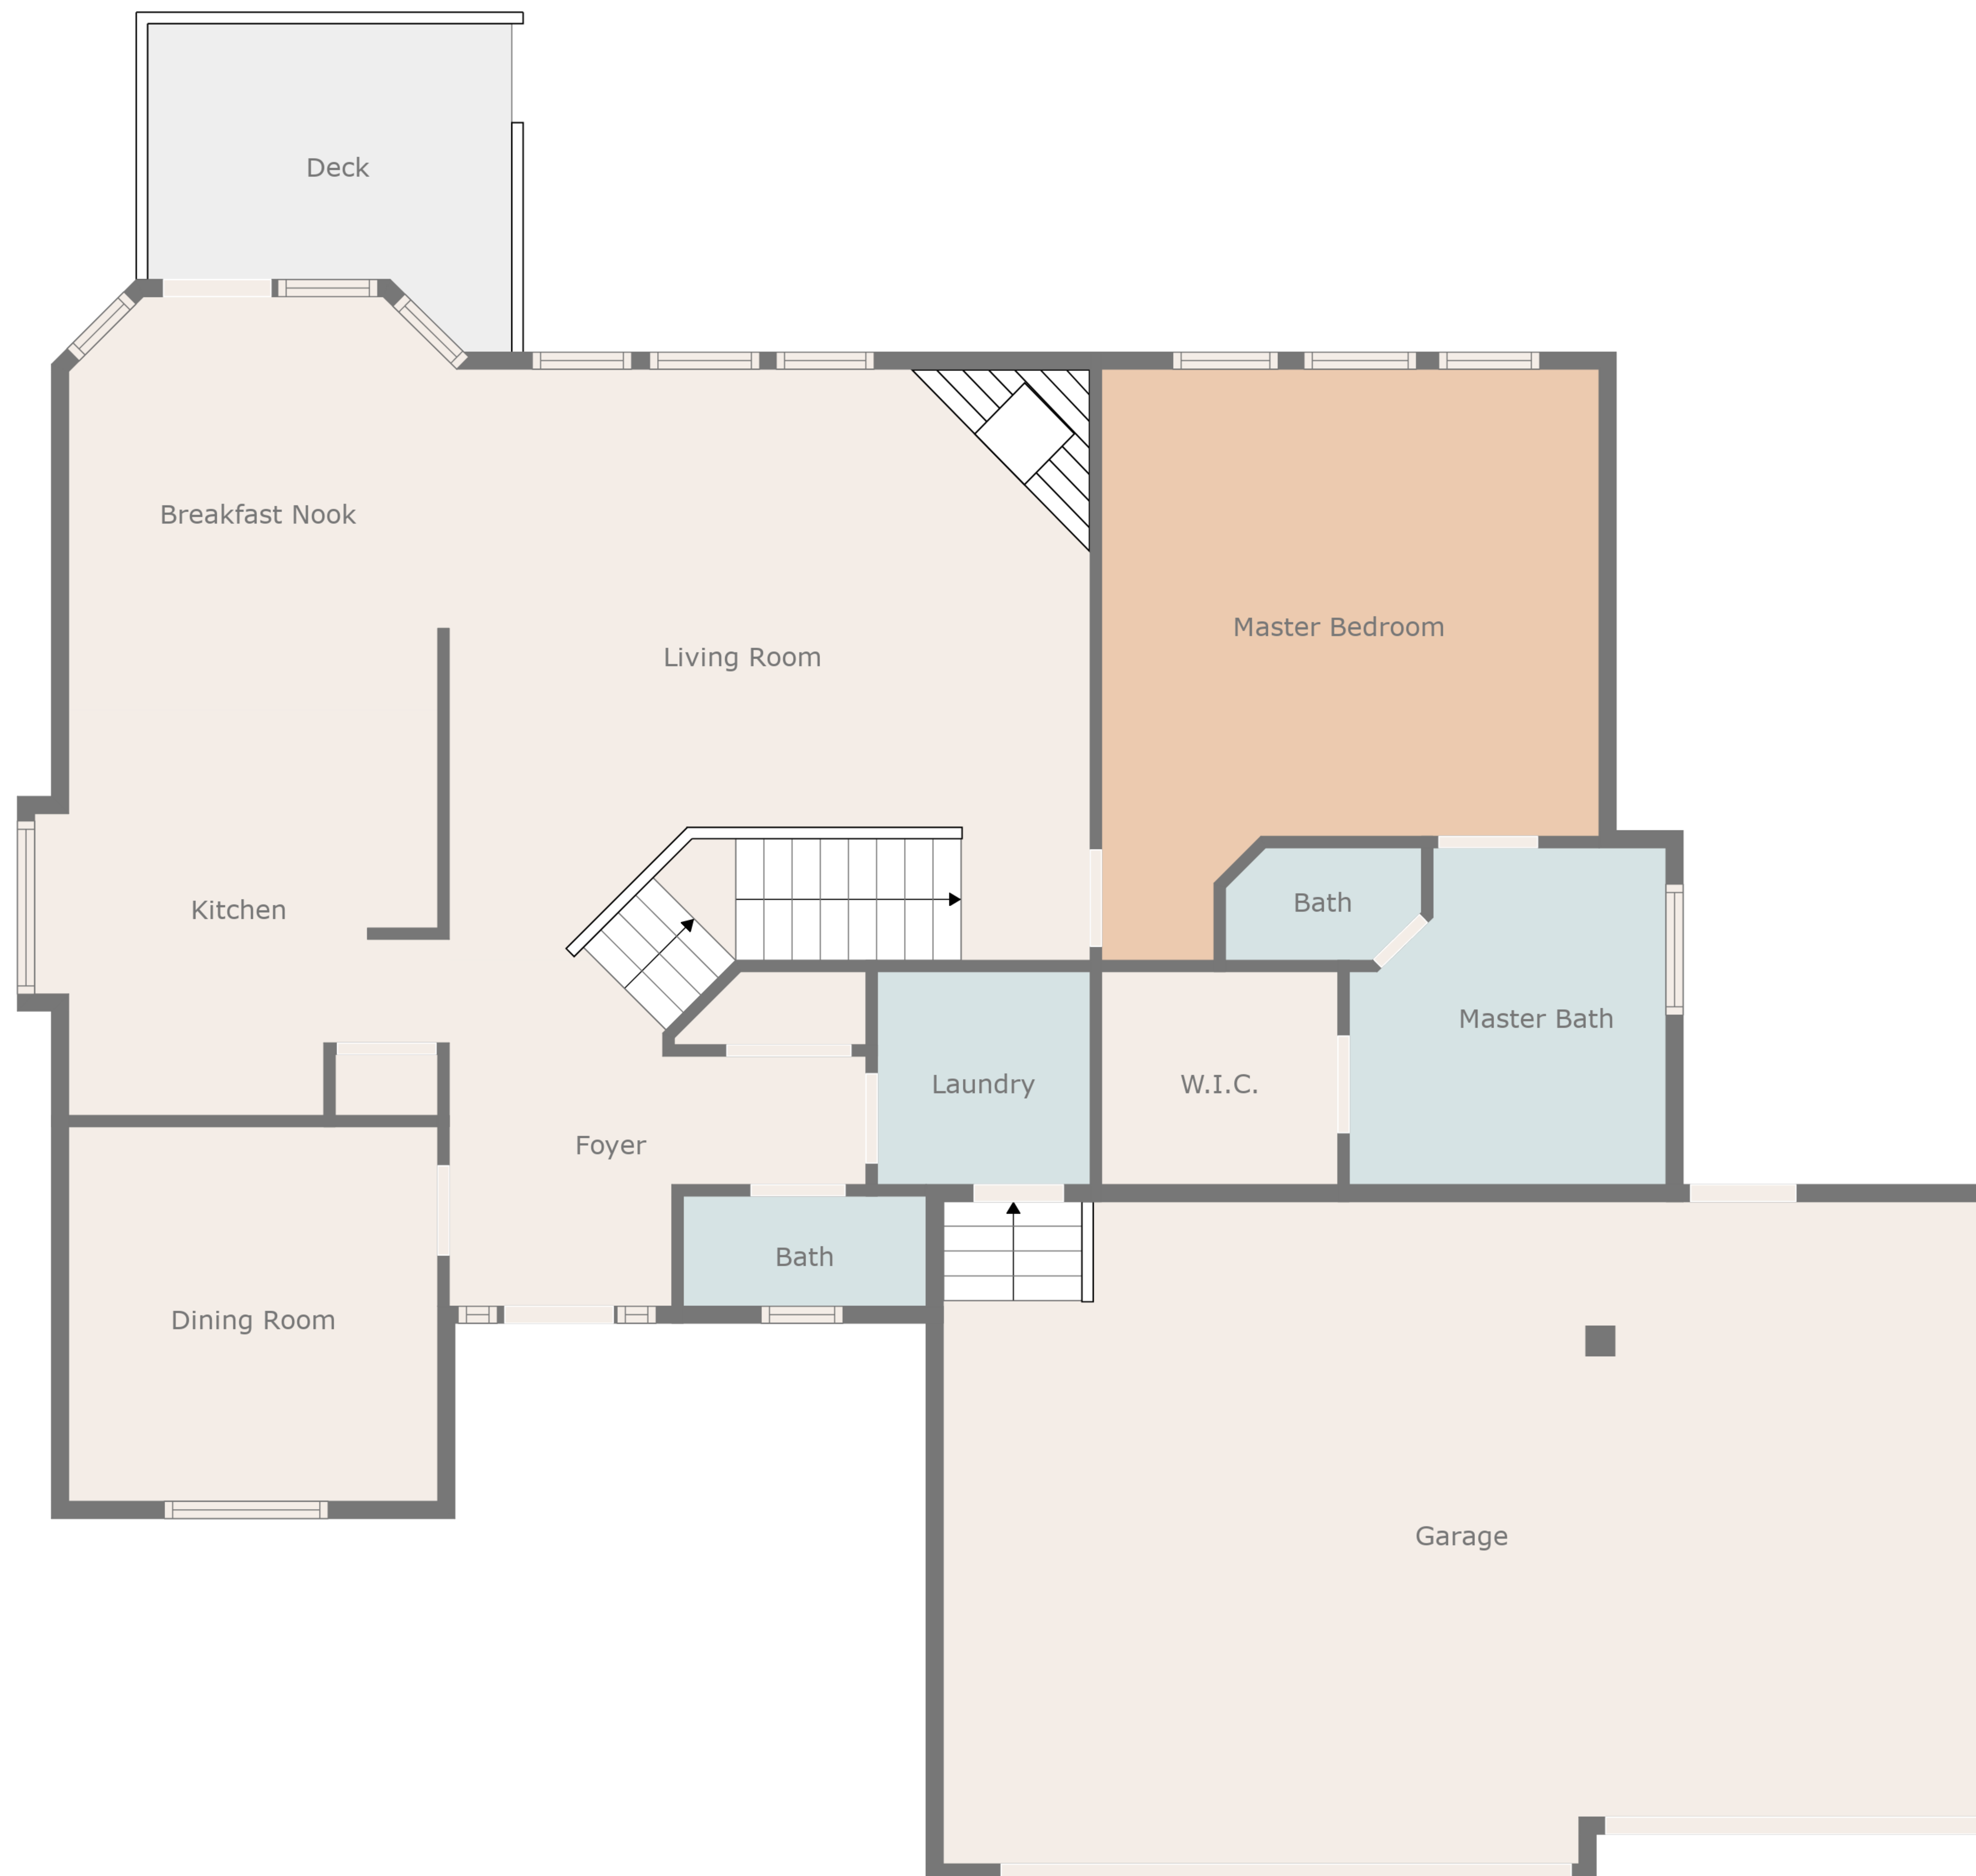 Deck
Breakfast Nook
Living Room
Master Bedroom
Kitchen
Bath
Master Bath
Laundry
W.I.C.
Foyer
Bath
Dining Room
Garage